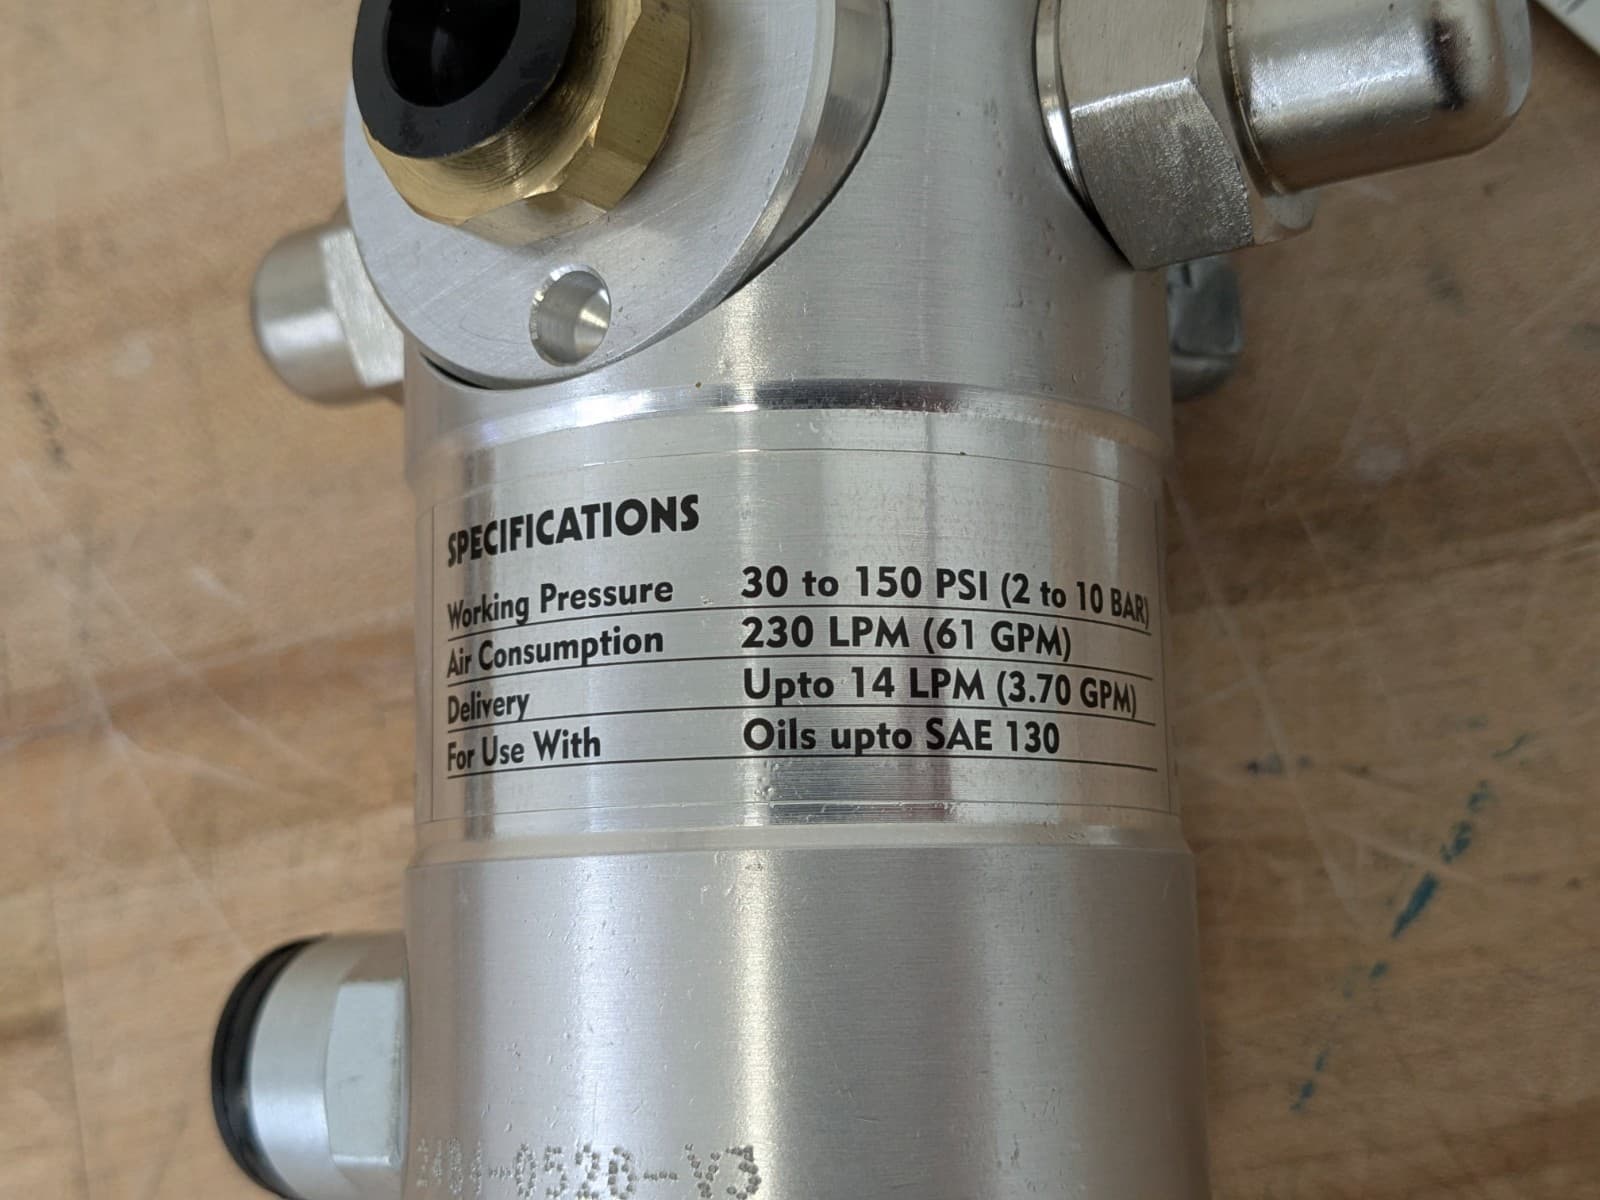 SPECIFICATIONS
Working Pressure 30 to 150 PSI (2 to 10 BAR)
Air Consumption 230 LPM (61 GPM)
Delivery Upto 14 LPM (3.70 GPM)
For Use With Oils upto SAE 130